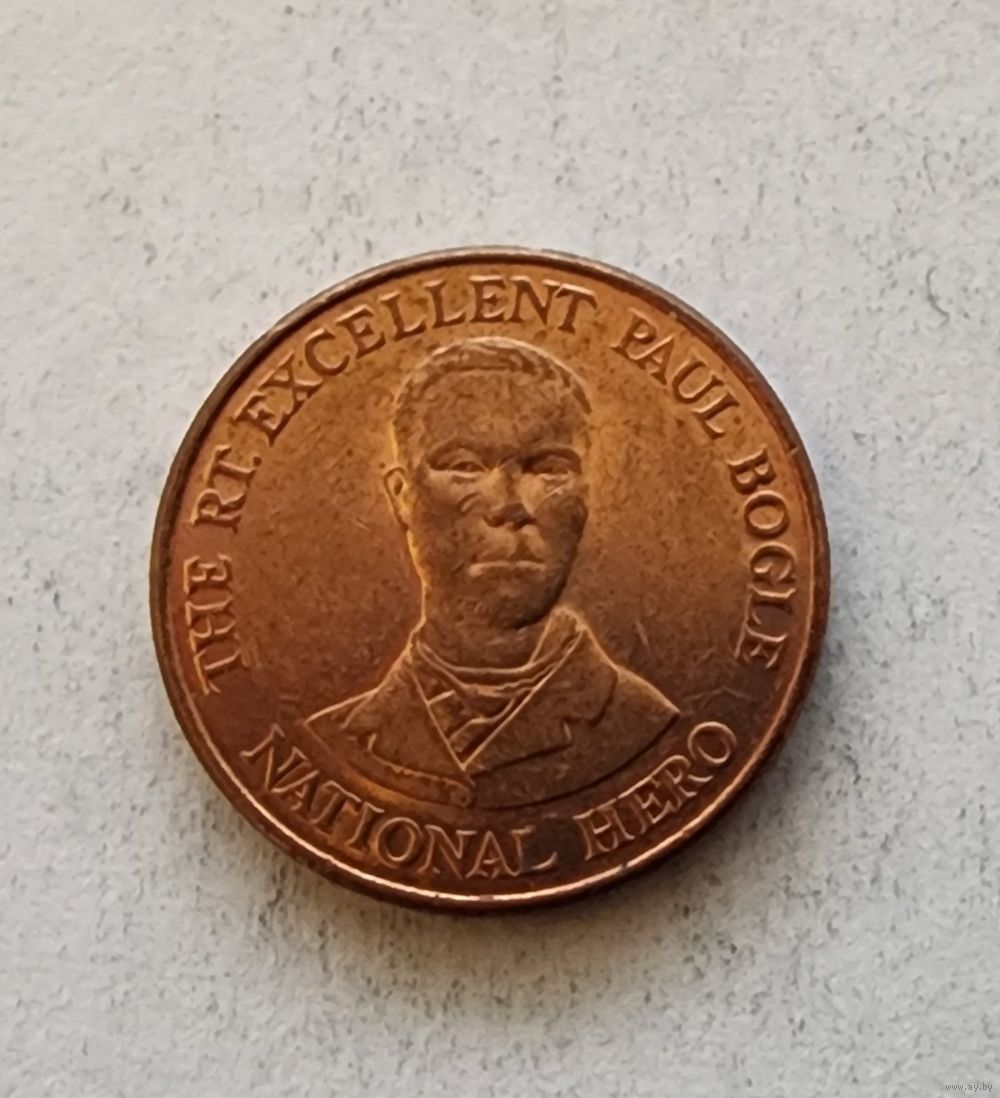 THE RT. EXCELLENT PAUL BOGLE
NATIONAL HERO
www.ay.by